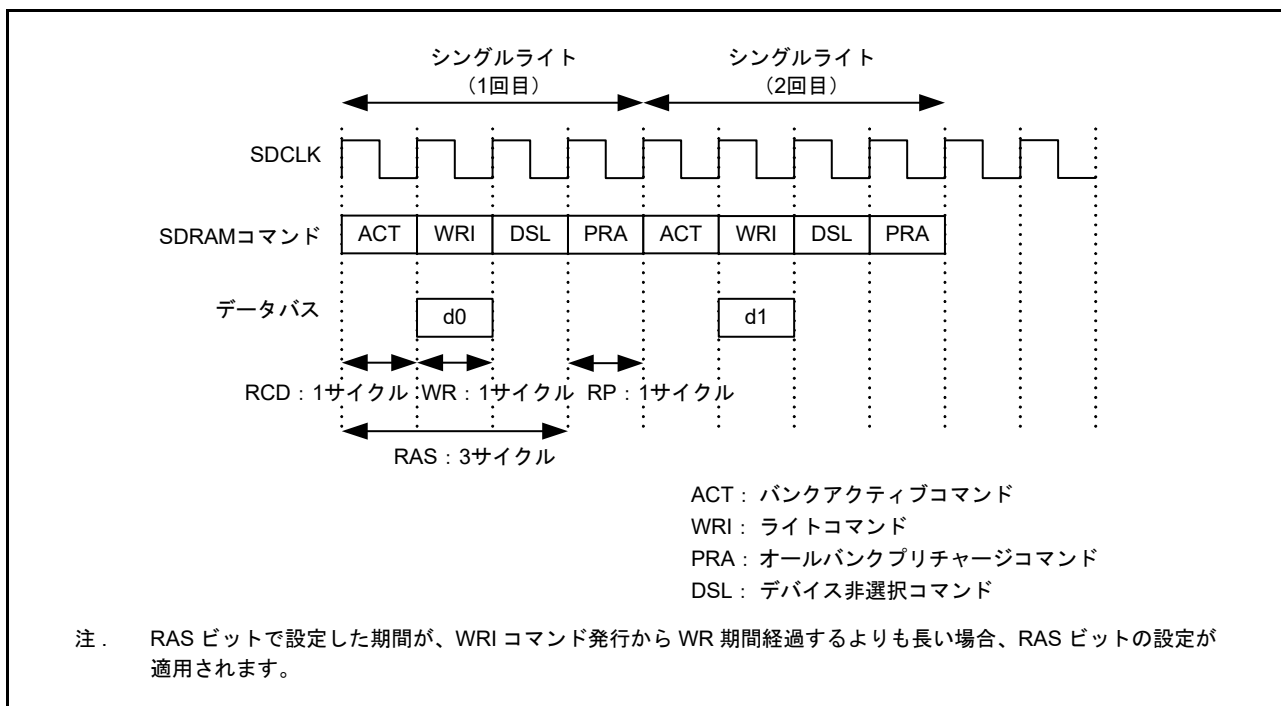 シングルライト
（1回目）
シングルライト
（2回目）
SDCLK
SDRAMコマンド
ACT WRI DSL PRA ACT WRI DSL PRA
データバス
d0 d1
RCD：1サイクル WR：1サイクル RP：1サイクル
RAS：3サイクル
ACT： バンクアクティブコマンド
WRI： ライトコマンド
PRA： オールバンクプリチャージコマンド
DSL： デバイス非選択コマンド
注． RAS ビットで設定した期間が、WRI コマンド発行から WR 期間経過するよりも長い場合、RAS ビットの設定が
適用されます。